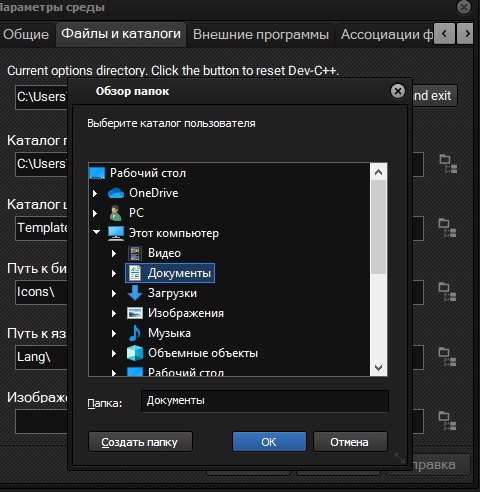 Параметры среды
Общие
Файлы и каталоги
Внешние программы
Ассоциации ф
Current options directory. Click the button to reset Dev-C++.
C:\Users\
nd exit
Обзор папок
Выберите каталог пользователя
Каталог п
C:\Users\
Каталог ш
Template
Путь к би
Icons\
Путь к яз
Lang\
Изображе
Рабочий стол
OneDrive
PC
Этот компьютер
Видео
Документы
Загрузки
Изображения
Музыка
Объемные объекты
Рабочий стол
Папка:
Документы
Создать папку
OK
Отмена
правка